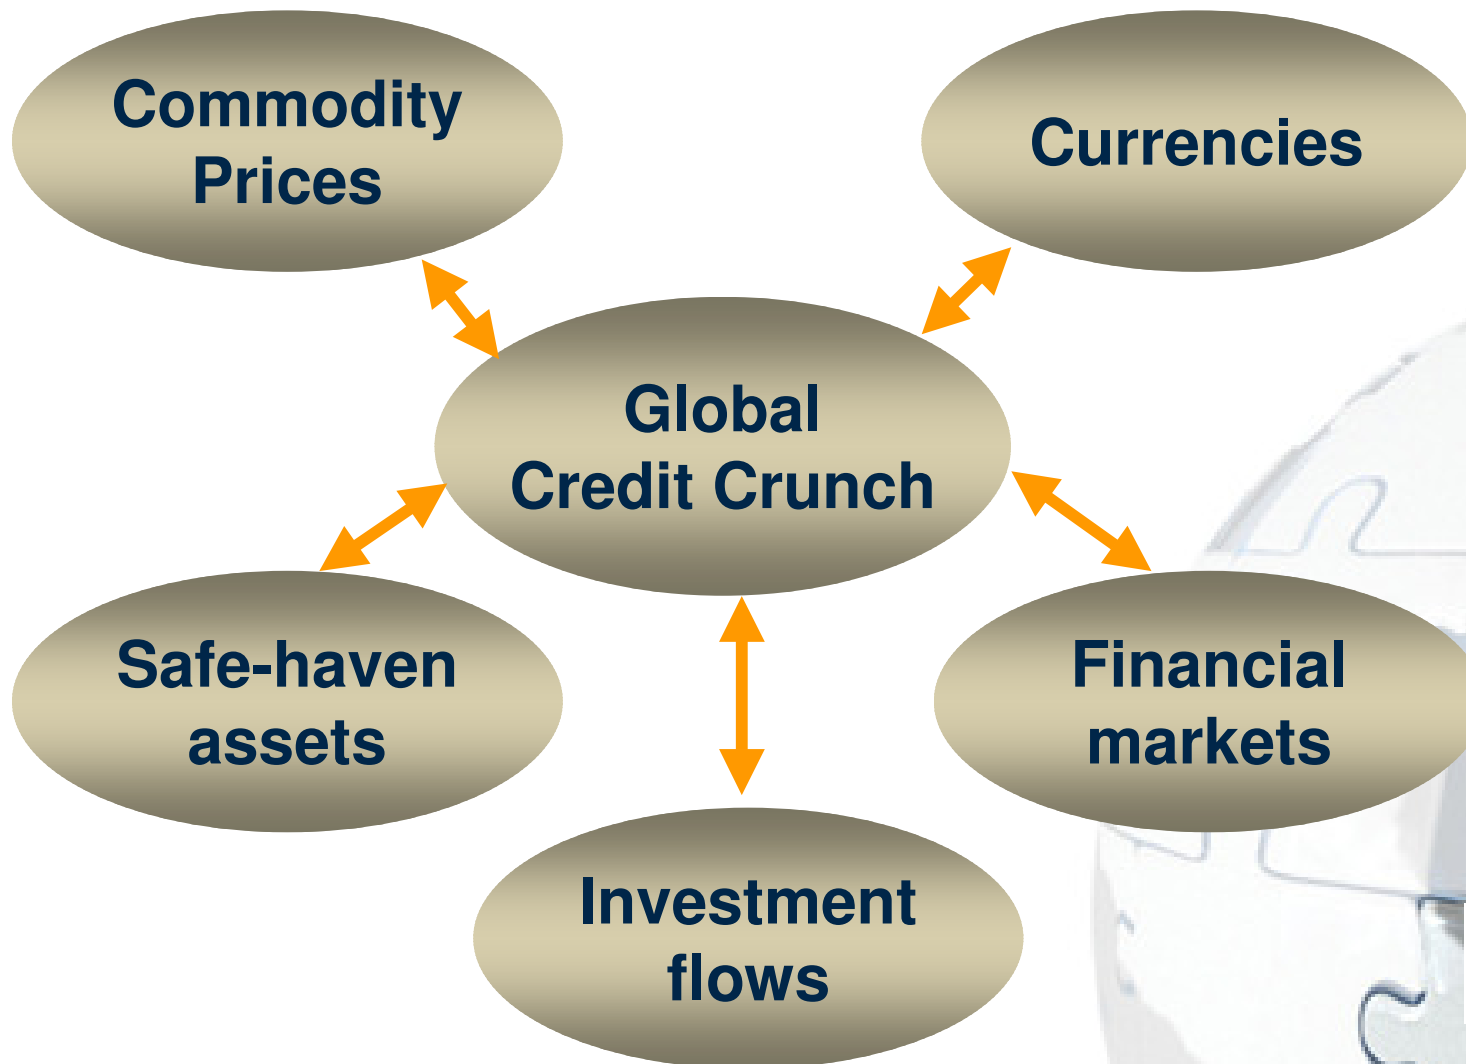 Commodity
Prices
Currencies
Global
Credit Crunch
Safe-haven
assets
Financial
markets
Investment
flows